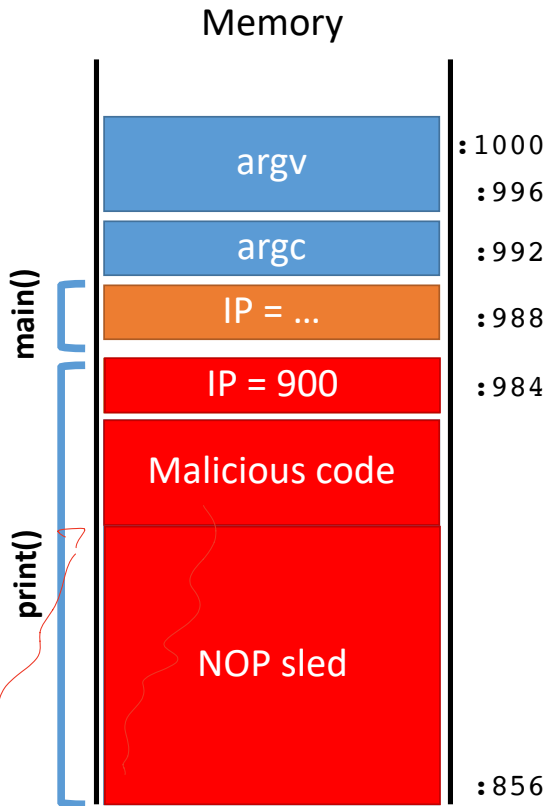 Memory
argv
:1000
:996
argc
:992
main()
IP = ...
:988
IP = 900
:984
Malicious code
print()
NOP sled
:856